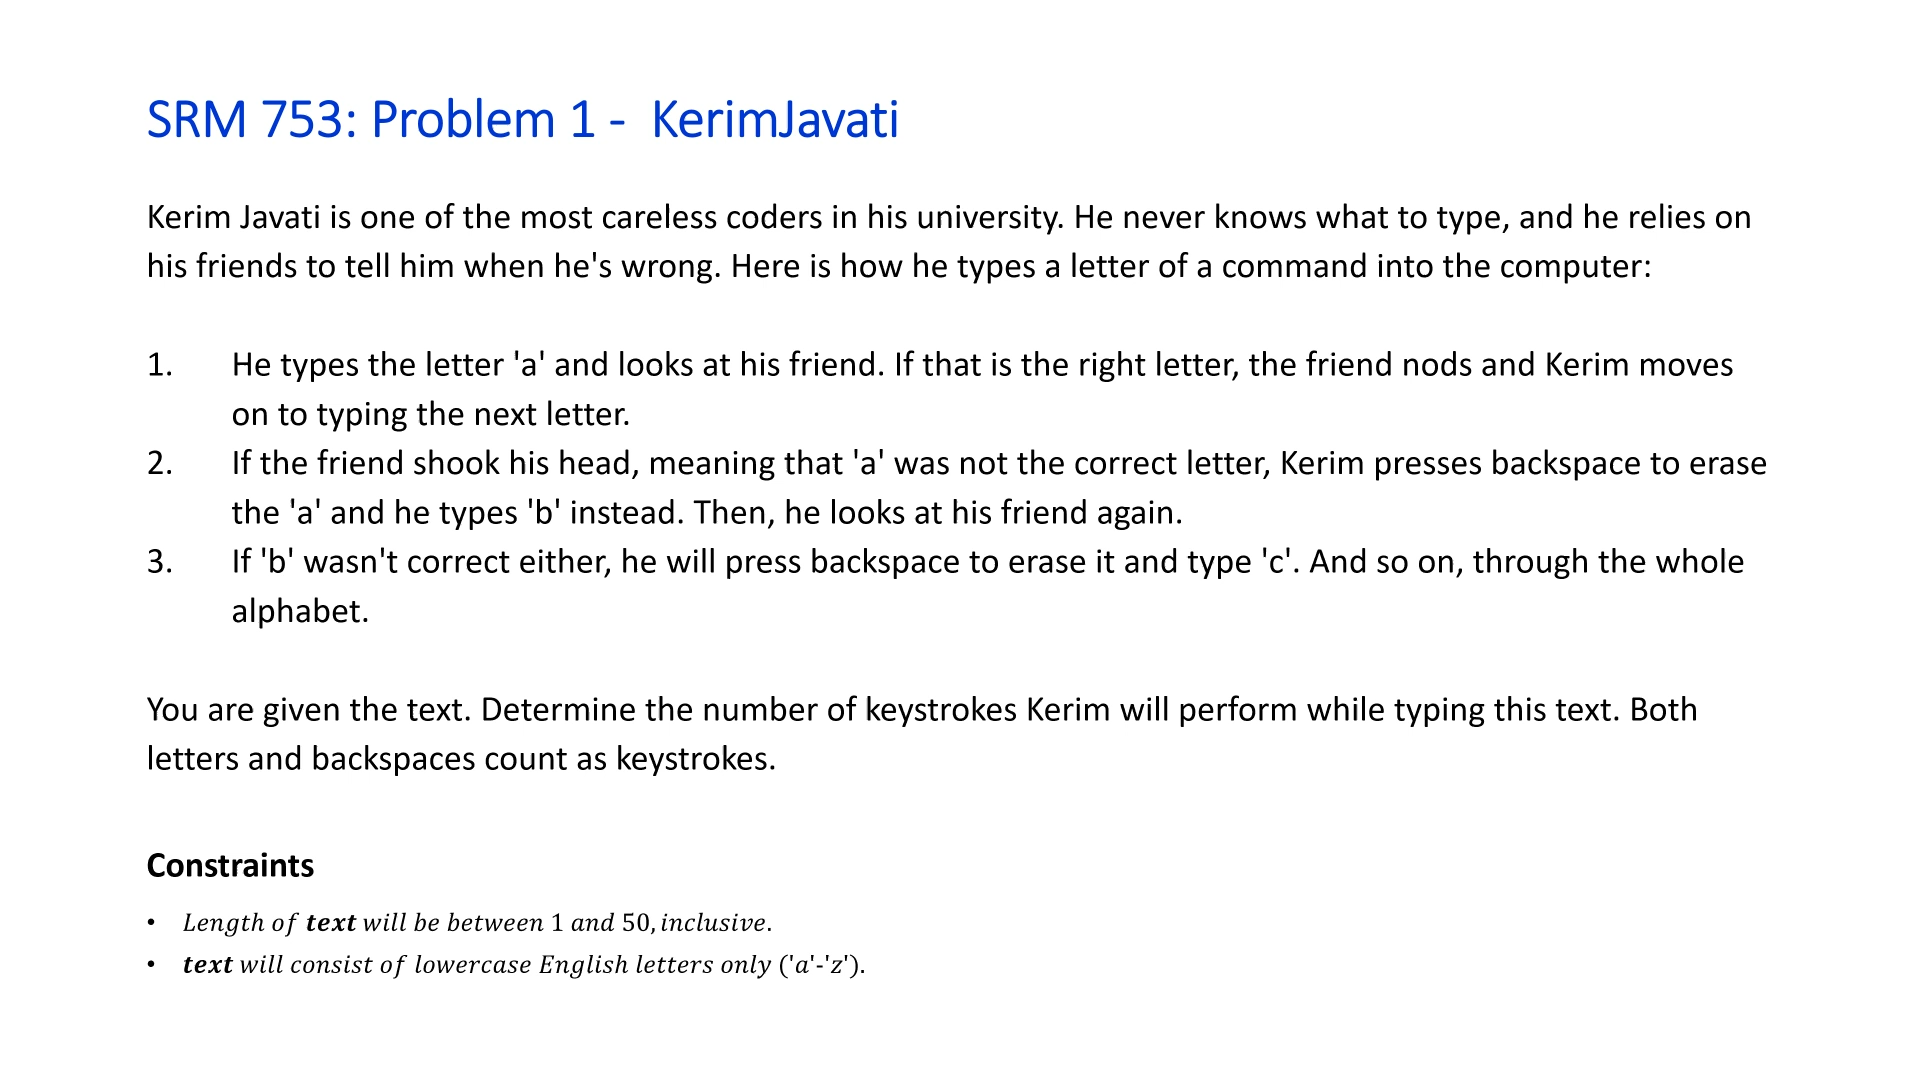 SRM 753: Problem 1 -  KerimJavati
Kerim Javati is one of the most careless coders in his university. He never knows what to type, and he relies on
his friends to tell him when he's wrong. Here is how he types a letter of a command into the computer:
1. He types the letter 'a' and looks at his friend. If that is the right letter, the friend nods and Kerim moves
on to typing the next letter.
2. If the friend shook his head, meaning that 'a' was not the correct letter, Kerim presses backspace to erase
the 'a' and he types 'b' instead. Then, he looks at his friend again.
3. If 'b' wasn't correct either, he will press backspace to erase it and type 'c'. And so on, through the whole
alphabet.
You are given the text. Determine the number of keystrokes Kerim will perform while typing this text. Both
letters and backspaces count as keystrokes.
Constraints
• Length of text will be between 1 and 50, inclusive.
• text will consist of lowercase English letters only ('a'-'z').